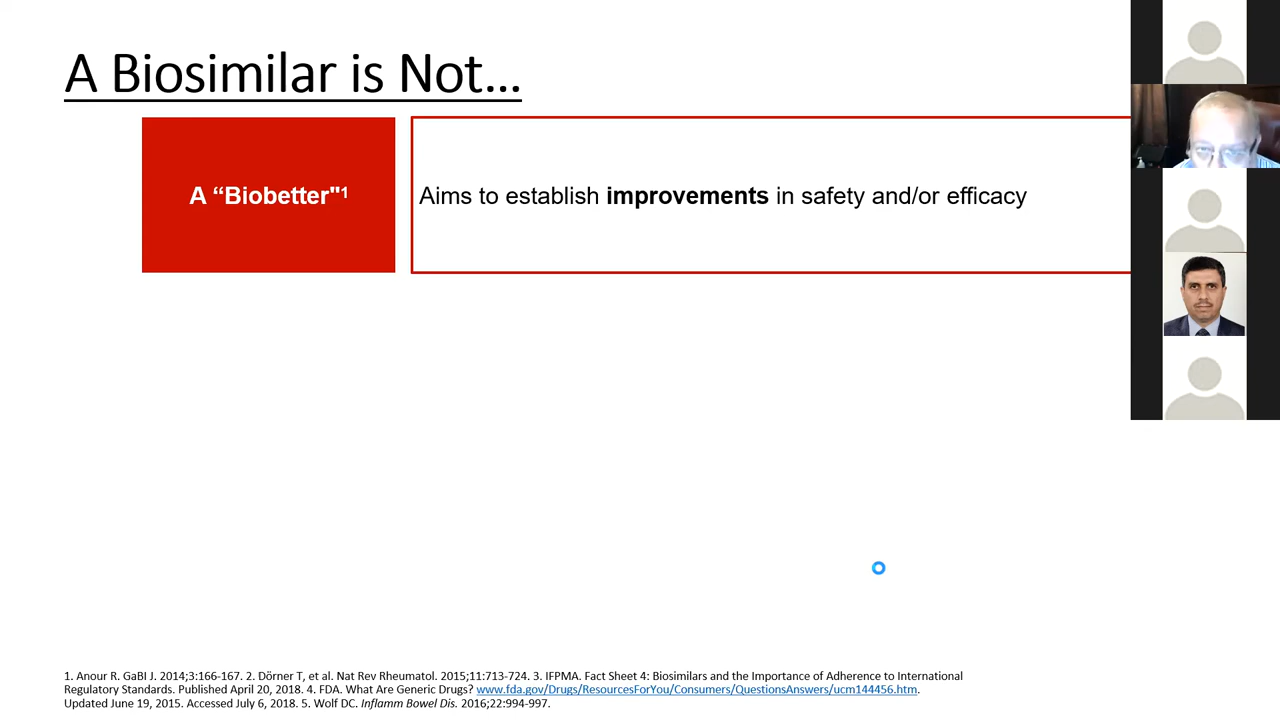 A Biosimilar is Not...
A “Biobetter"¹
Aims to establish improvements in safety and/or efficacy
1. Anour R. GaBI J. 2014;3:166-167. 2. Dörner T, et al. Nat Rev Rheumatol. 2015;11:713-724. 3. IFPMA. Fact Sheet 4: Biosimilars and the Importance of Adherence to International
Regulatory Standards. Published April 20, 2018. 4. FDA. What Are Generic Drugs? www.fda.gov/Drugs/ResourcesForYou/Consumers/QuestionsAnswers/ucm144456.htm.
Updated June 19, 2015. Accessed July 6, 2018. 5. Wolf DC. Inflamm Bowel Dis. 2016;22:994-997.